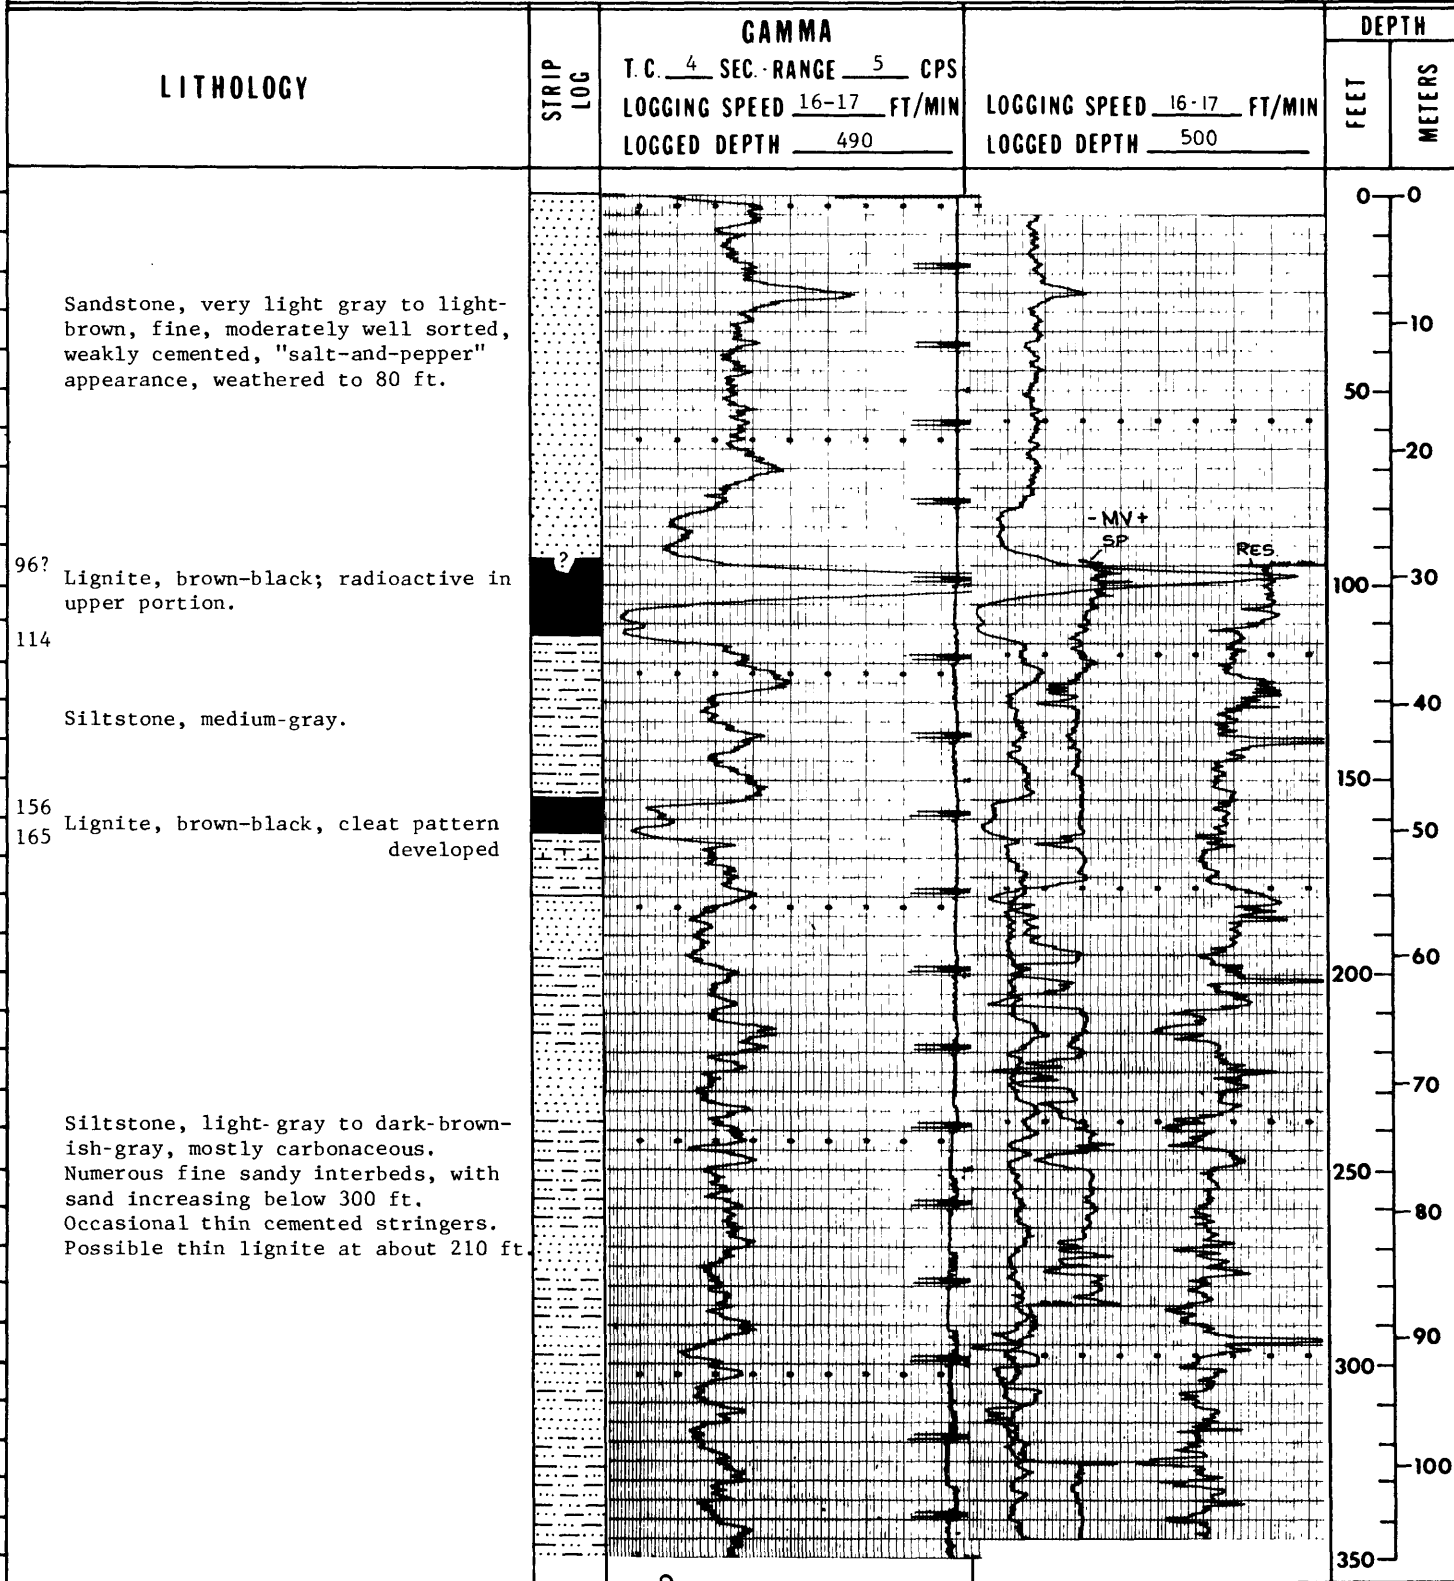 LITHOLOGY
STRIP LOG
GAMMA
T.C. 4 SEC.-RANGE 5 CPS
LOGGING SPEED 16-17 FT/MIN
LOGGED DEPTH 490
LOGGING SPEED 16-17 FT/MIN
LOGGED DEPTH 500
DEPTH
FEET
METERS
Sandstone, very light gray to light-
brown, fine, moderately well sorted,
weakly cemented, "salt-and-pepper"
appearance, weathered to 80 ft.
96?
?
Lignite, brown-black; radioactive in
upper portion.
114
Siltstone, medium-gray.
156
Lignite, brown-black, cleat pattern
165
developed
Siltstone, light-gray to dark-brown-
ish-gray, mostly carbonaceous.
Numerous fine sandy interbeds, with
sand increasing below 300 ft.
Occasional thin cemented stringers.
Possible thin lignite at about 210 ft.
- MV +
SP
RES.
0
0
10
50
20
100
30
40
150
50
200
60
70
250
80
90
300
100
350